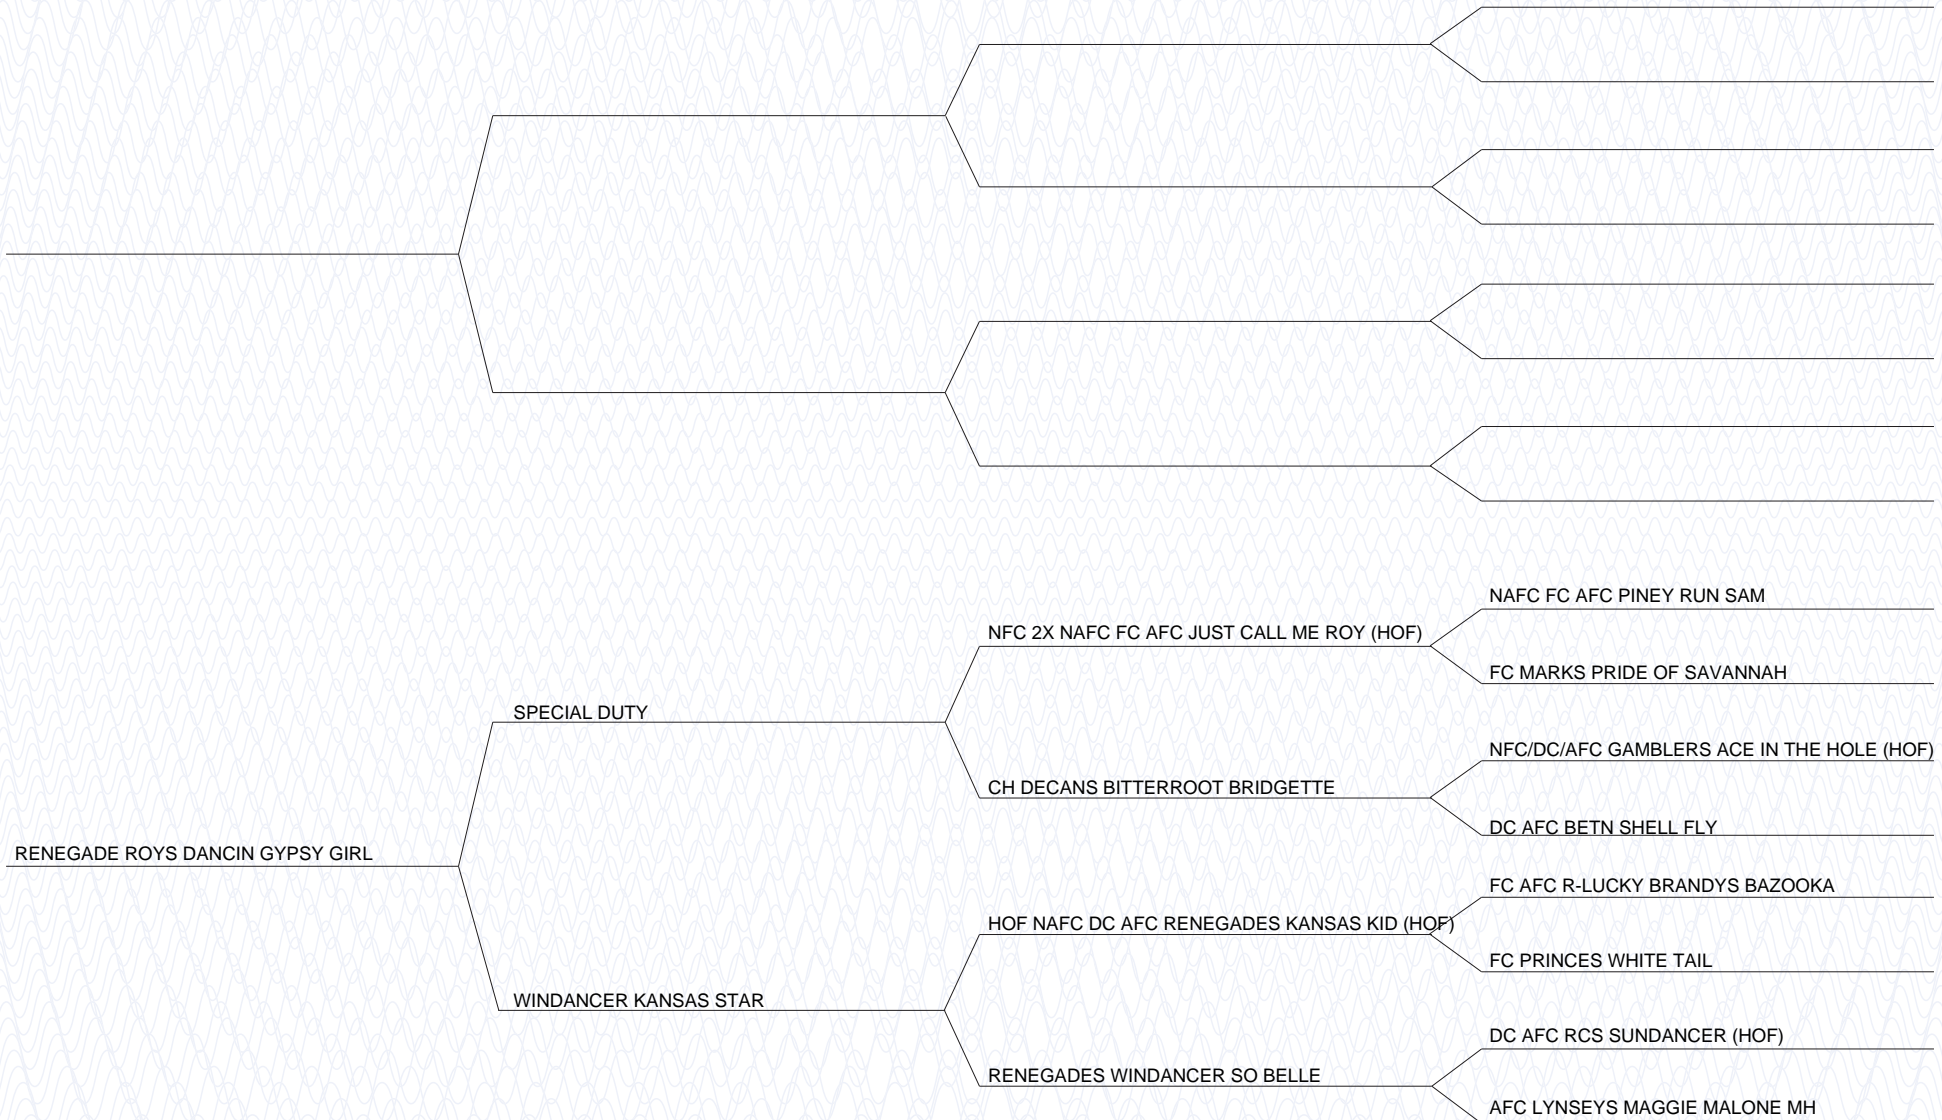 NAFC FC AFC PINEY RUN SAM
NFC 2X NAFC FC AFC JUST CALL ME ROY (HOF)
FC MARKS PRIDE OF SAVANNAH
SPECIAL DUTY
NFC/DC/AFC GAMBLERS ACE IN THE HOLE (HOF)
CH DECANS BITTERROOT BRIDGETTE
DC AFC BETN SHELL FLY
RENEGADE ROYS DANCIN GYPSY GIRL
FC AFC R-LUCKY BRANDYS BAZOOKA
HOF NAFC DC AFC RENEGADES KANSAS KID (HOF)
FC PRINCES WHITE TAIL
WINDANCER KANSAS STAR
DC AFC RCS SUNDANCER (HOF)
RENEGADES WINDANCER SO BELLE
AFC LYNSEYS MAGGIE MALONE MH